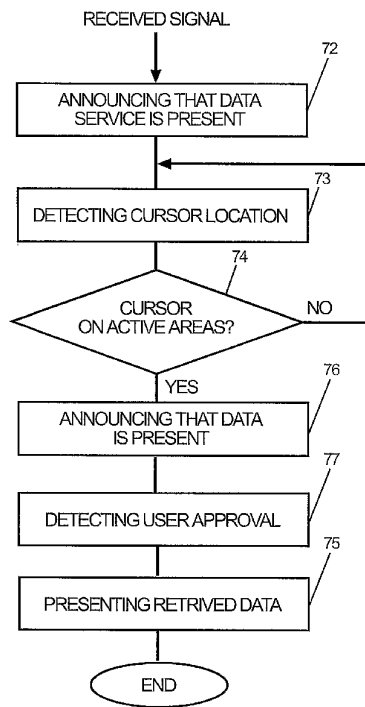 RECEIVED SIGNAL
72
ANNOUNCING THAT DATA
SERVICE IS PRESENT
73
DETECTING CURSOR LOCATION
74
CURSOR
ON ACTIVE AREAS?
NO
YES
76
ANNOUNCING THAT DATA
IS PRESENT
77
DETECTING USER APPROVAL
75
PRESENTING RETRIVED DATA
END